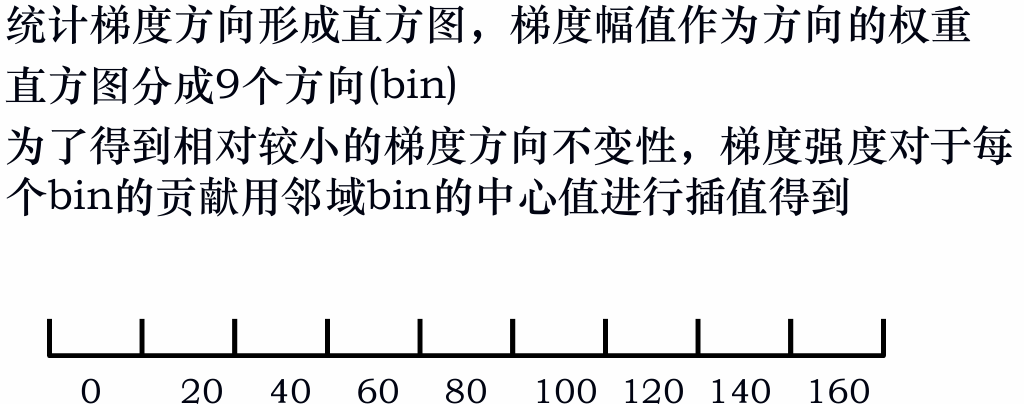 统计梯度方向形成直方图，梯度幅值作为方向的权重
直方图分成9个方向(bin)
为了得到相对较小的梯度方向不变性，梯度强度对于每
个bin的贡献用邻域bin的中心值进行插值得到
0 20 40 60 80 100 120 140 160